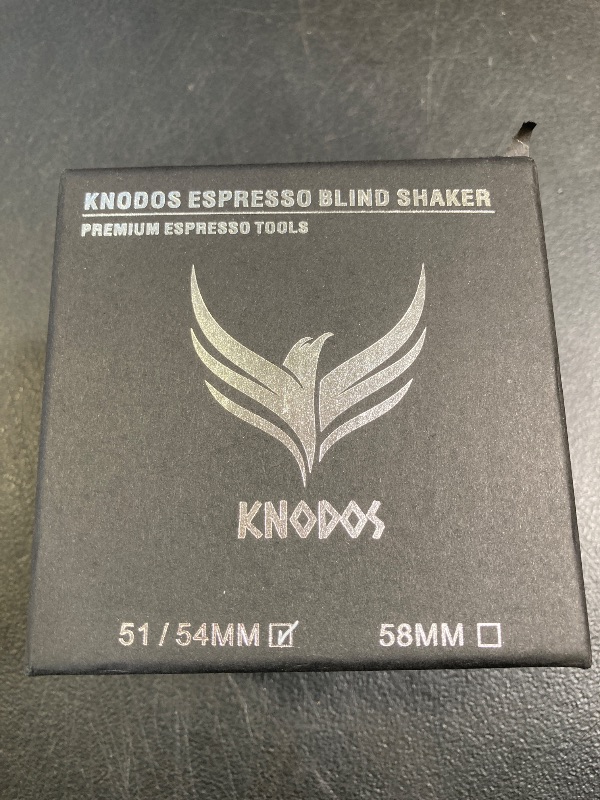 KNODOS ESPRESSO BLIND SHAKER
PREMIUM ESPRESSO TOOLS
KNODOS
51 / 54MM ☑ 58MM ☐